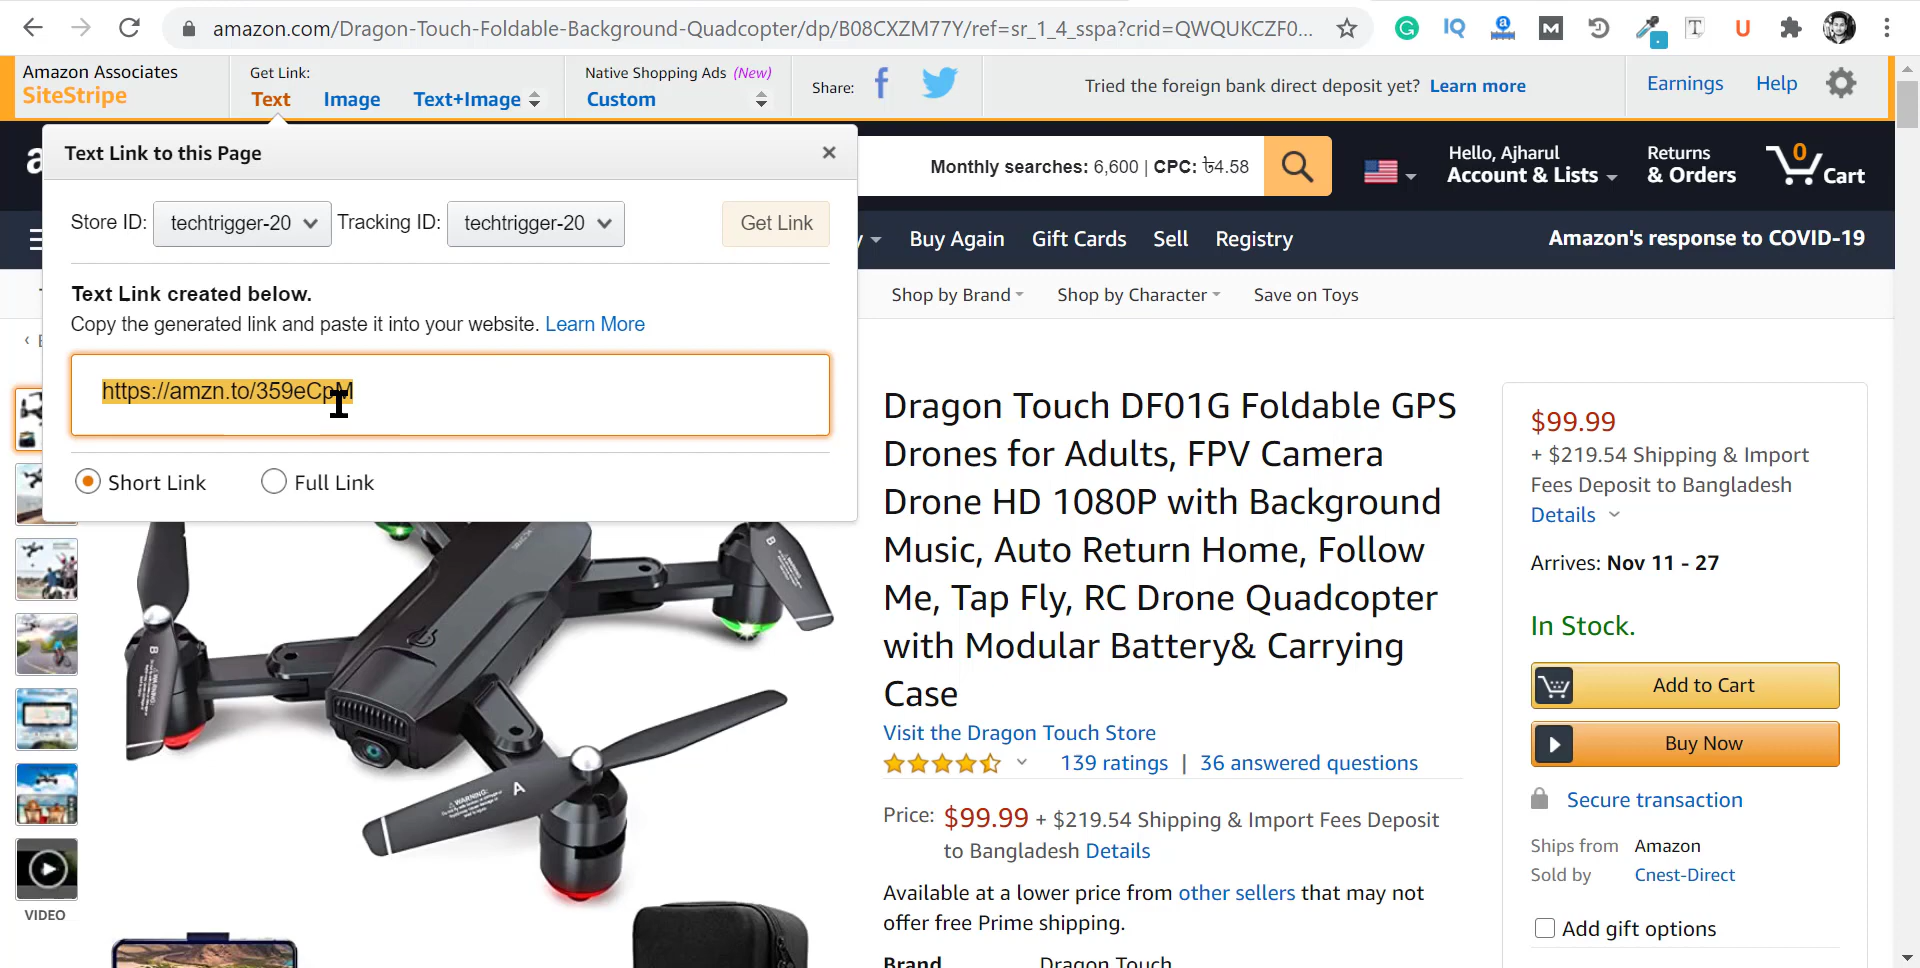 amazon.com/Dragon-Touch-Foldable-Background-Quadcopter/dp/B08CXZM77Y/ref=sr_1_4_sspa?crid=QWQUKCZF0...
Amazon Associates
SiteStripe
Get Link:
Text
Image
Text+Image
Native Shopping Ads (New)
Custom
Share:
Tried the foreign bank direct deposit yet? Learn more
Earnings
Help
Text Link to this Page
Store ID: techtrigger-20
Tracking ID: techtrigger-20
Get Link
Text Link created below.
Copy the generated link and paste it into your website. Learn More
https://amzn.to/359eCpM
Short Link
Full Link
Monthly searches: 6,600 | CPC: ৳4.58
Hello, Ajharul
Account & Lists
Returns
& Orders
0
Cart
Buy Again
Gift Cards
Sell
Registry
Amazon's response to COVID-19
Shop by Brand
Shop by Character
Save on Toys
VIDEO
Dragon Touch DF01G Foldable GPS
Drones for Adults, FPV Camera
Drone HD 1080P with Background
Music, Auto Return Home, Follow
Me, Tap Fly, RC Drone Quadcopter
with Modular Battery& Carrying
Case
Visit the Dragon Touch Store
139 ratings | 36 answered questions
Price: $99.99 + $219.54 Shipping & Import Fees Deposit
to Bangladesh Details
Available at a lower price from other sellers that may not
offer free Prime shipping.
Brand Dragon Touch
$99.99
+ $219.54 Shipping & Import
Fees Deposit to Bangladesh
Details
Arrives: Nov 11 - 27
In Stock.
Add to Cart
Buy Now
Secure transaction
Ships from Amazon
Sold by Cnest-Direct
Add gift options